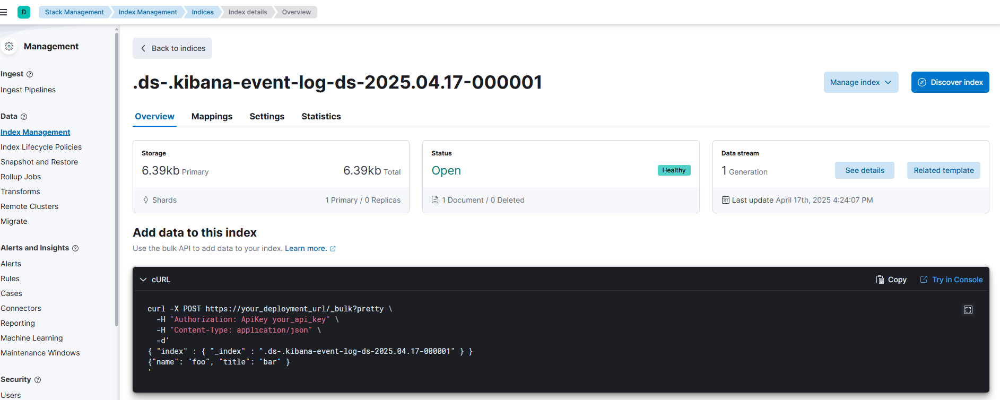 D
Stack Management
Index Management
Indices
Index details
Overview
Management
Ingest
Ingest Pipelines
Data
Index Management
Index Lifecycle Policies
Snapshot and Restore
Rollup Jobs
Transforms
Remote Clusters
Migrate
Alerts and Insights
Alerts
Rules
Cases
Connectors
Reporting
Machine Learning
Maintenance Windows
Security
Users
Back to indices
.ds-.kibana-event-log-ds-2025.04.17-000001
Manage index
Discover index
Overview
Mappings
Settings
Statistics
Storage
6.39kb Primary
6.39kb Total
Shards
1 Primary / 0 Replicas
Status
Open
Healthy
1 Document / 0 Deleted
Data stream
1 Generation
See details
Related template
Last update April 17th, 2025 4:24:07 PM
Add data to this index
Use the bulk API to add data to your index. Learn more.
cURL
Copy
Try in Console
curl -X POST https://your_deployment_url/_bulk?pretty \
-H "Authorization: ApiKey your_api_key" \
-H "Content-Type: application/json" \
-d'
{ "index" : { "_index" : ".ds-.kibana-event-log-ds-2025.04.17-000001" } }
{"name": "foo", "title": "bar" }
'